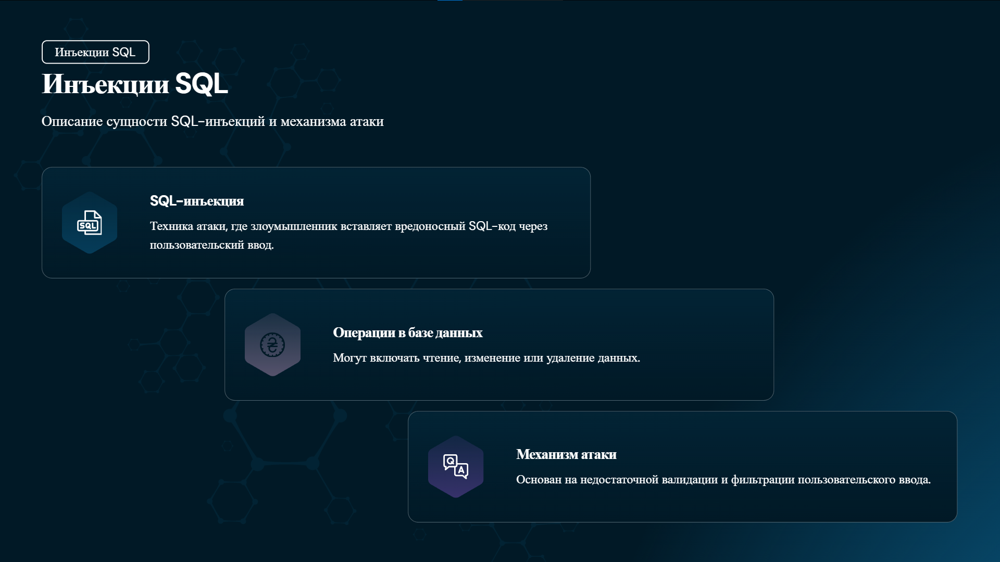 Инъекции SQL
Инъекции SQL
Описание сущности SQL-инъекций и механизма атаки
SQL
SQL-инъекция
Техника атаки, где злоумышленник вставляет вредоносный SQL-код через
пользовательский ввод.
₴
Операции в базе данных
Могут включать чтение, изменение или удаление данных.
Q
A
Механизм атаки
Основан на недостаточной валидации и фильтрации пользовательского ввода.